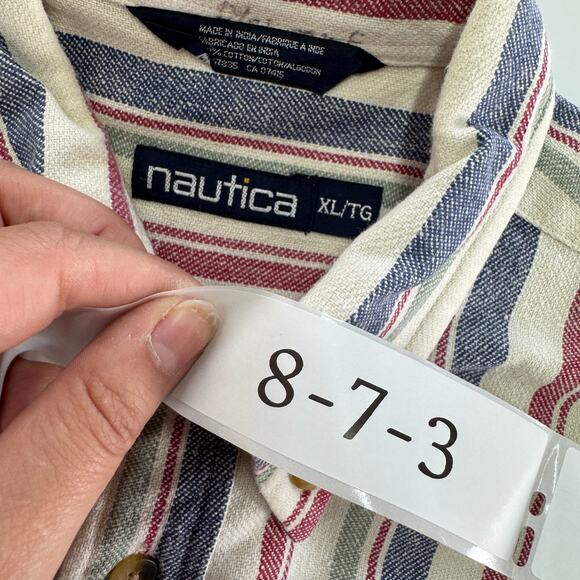 MADE IN INDIA/FABRIQUE A INDE
FABRICADO EN INDIA
COTTON/COTON/ALGODON
CA 07415
nautica
XL/TG
8-7-3